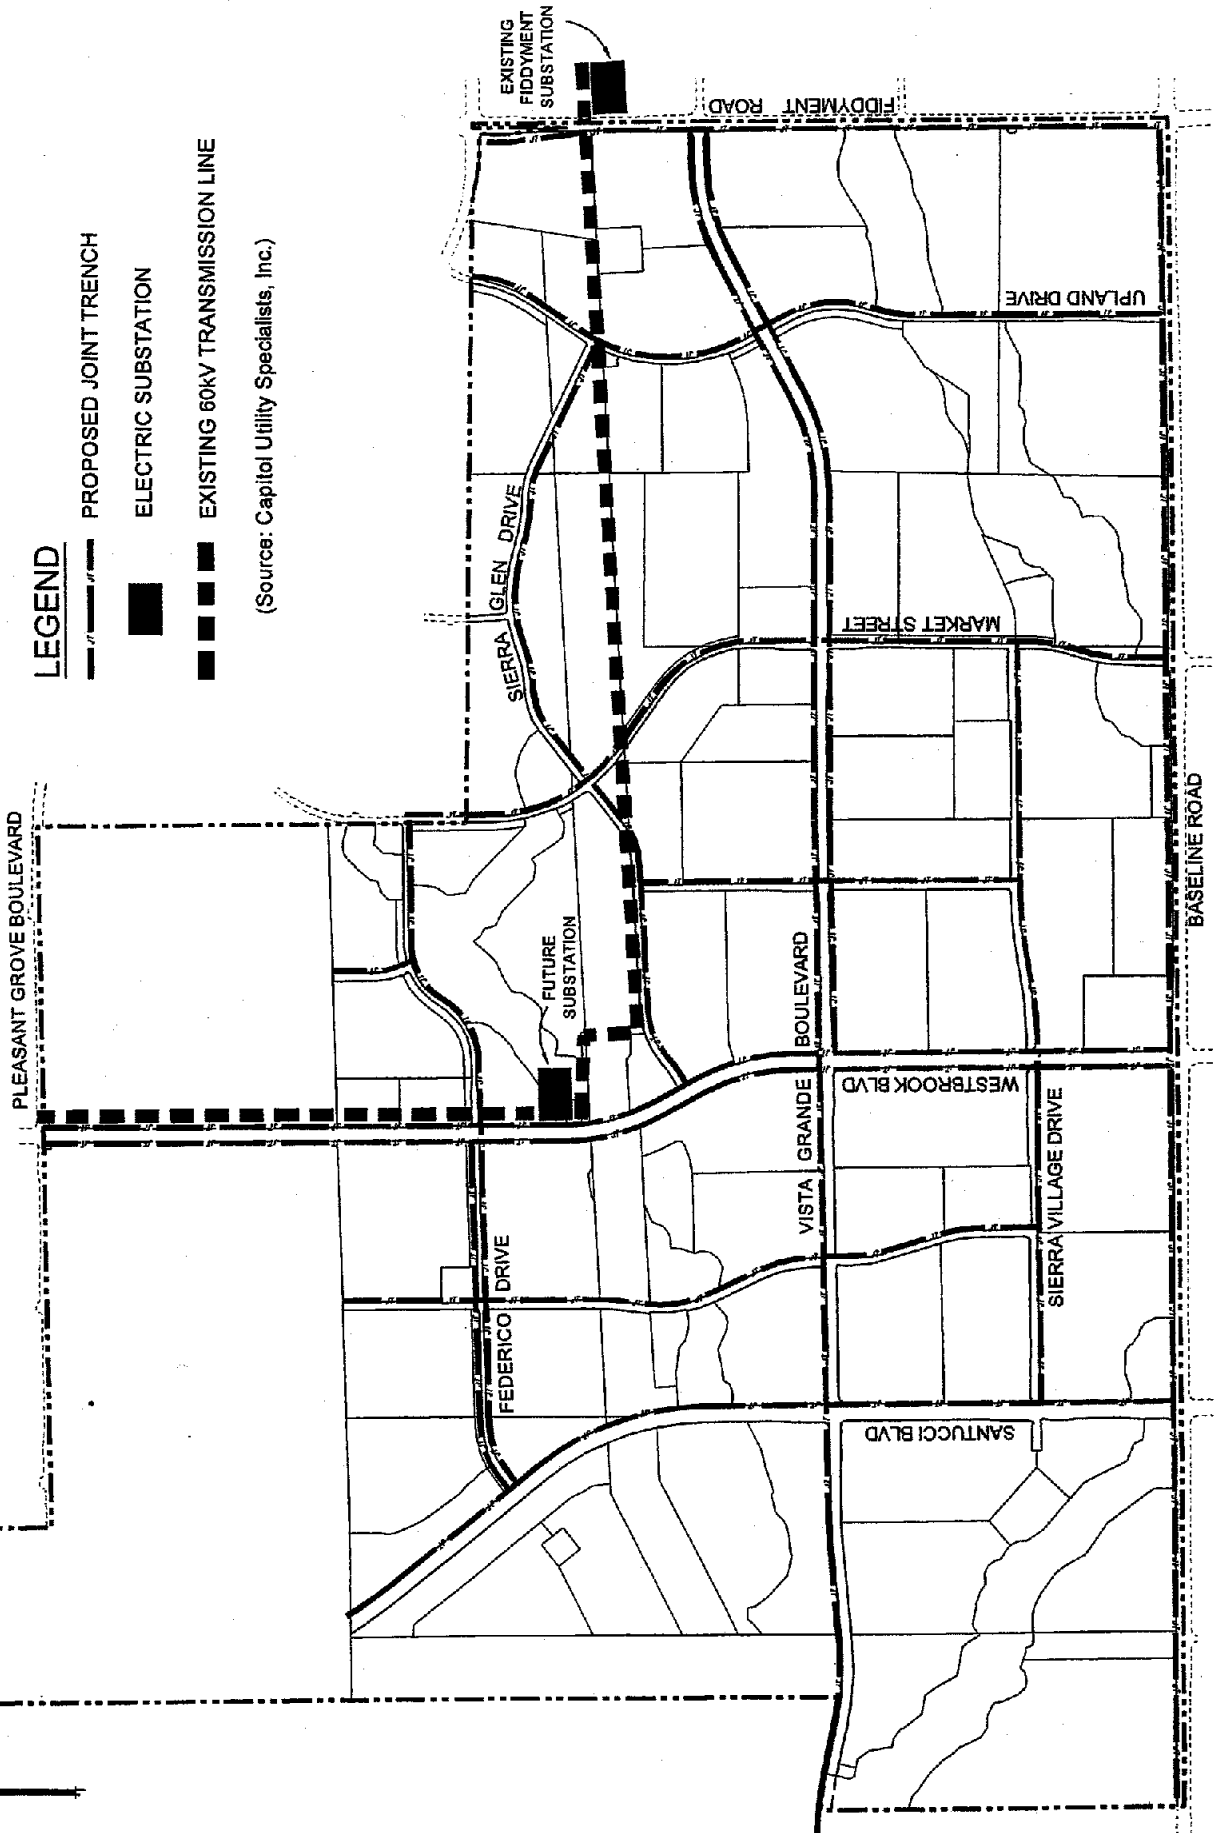 LEGEND
PROPOSED JOINT TRENCH
ELECTRIC SUBSTATION
EXISTING 60kV TRANSMISSION LINE
(Source: Capitol Utility Specialists, Inc.)
EXISTING
FIDDYMENT
SUBSTATION
PLEASANT GROVE BOULEVARD
FIDDYMENT ROAD
UPLAND DRIVE
SIERRA GLEN DRIVE
MARKET STREET
FUTURE
SUBSTATION
BASELINE ROAD
VISTA GRANDE BOULEVARD
WESTBROOK BLVD
SIERRA VILLAGE DRIVE
FEDERICO DRIVE
SANTUCCI BLVD